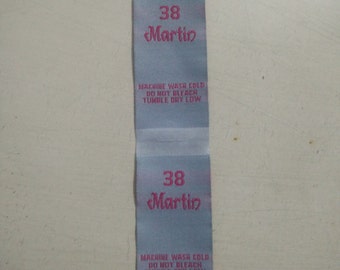 38
Martin
MACHINE WASH COLD
DO NOT BLEACH
TUMBLE DRY LOW
38
Martin
MACHINE WASH COLD
DO NOT BLEACH